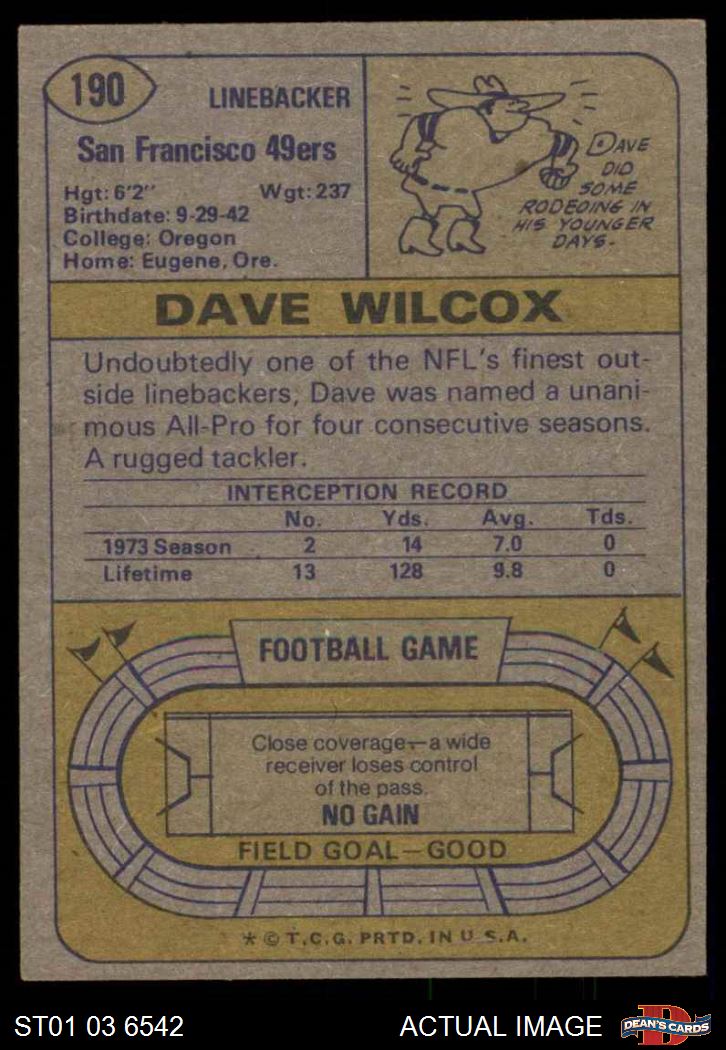 190
LINEBACKER
San Francisco 49ers
Hgt: 6'2" Wgt: 237
Birthdate: 9-29-42
College: Oregon
Home: Eugene, Ore.
DAVE
DID
SOME
RODEOING IN
HIS YOUNGER
DAYS.
DAVE WILCOX
Undoubtedly one of the NFL's finest out-
side linebackers, Dave was named a unani-
mous All-Pro for four consecutive seasons.
A rugged tackler.
INTERCEPTION RECORD
No. Yds. Avg. Tds.
1973 Season 2 14 7.0 0
Lifetime 13 128 9.8 0
FOOTBALL GAME
Close coverage—a wide
receiver loses control
of the pass.
NO GAIN
FIELD GOAL—GOOD
* © T.C.G. PRTD. IN U.S.A.
ST01 03 6542 ACTUAL IMAGE
D
DEAN'S CARDS